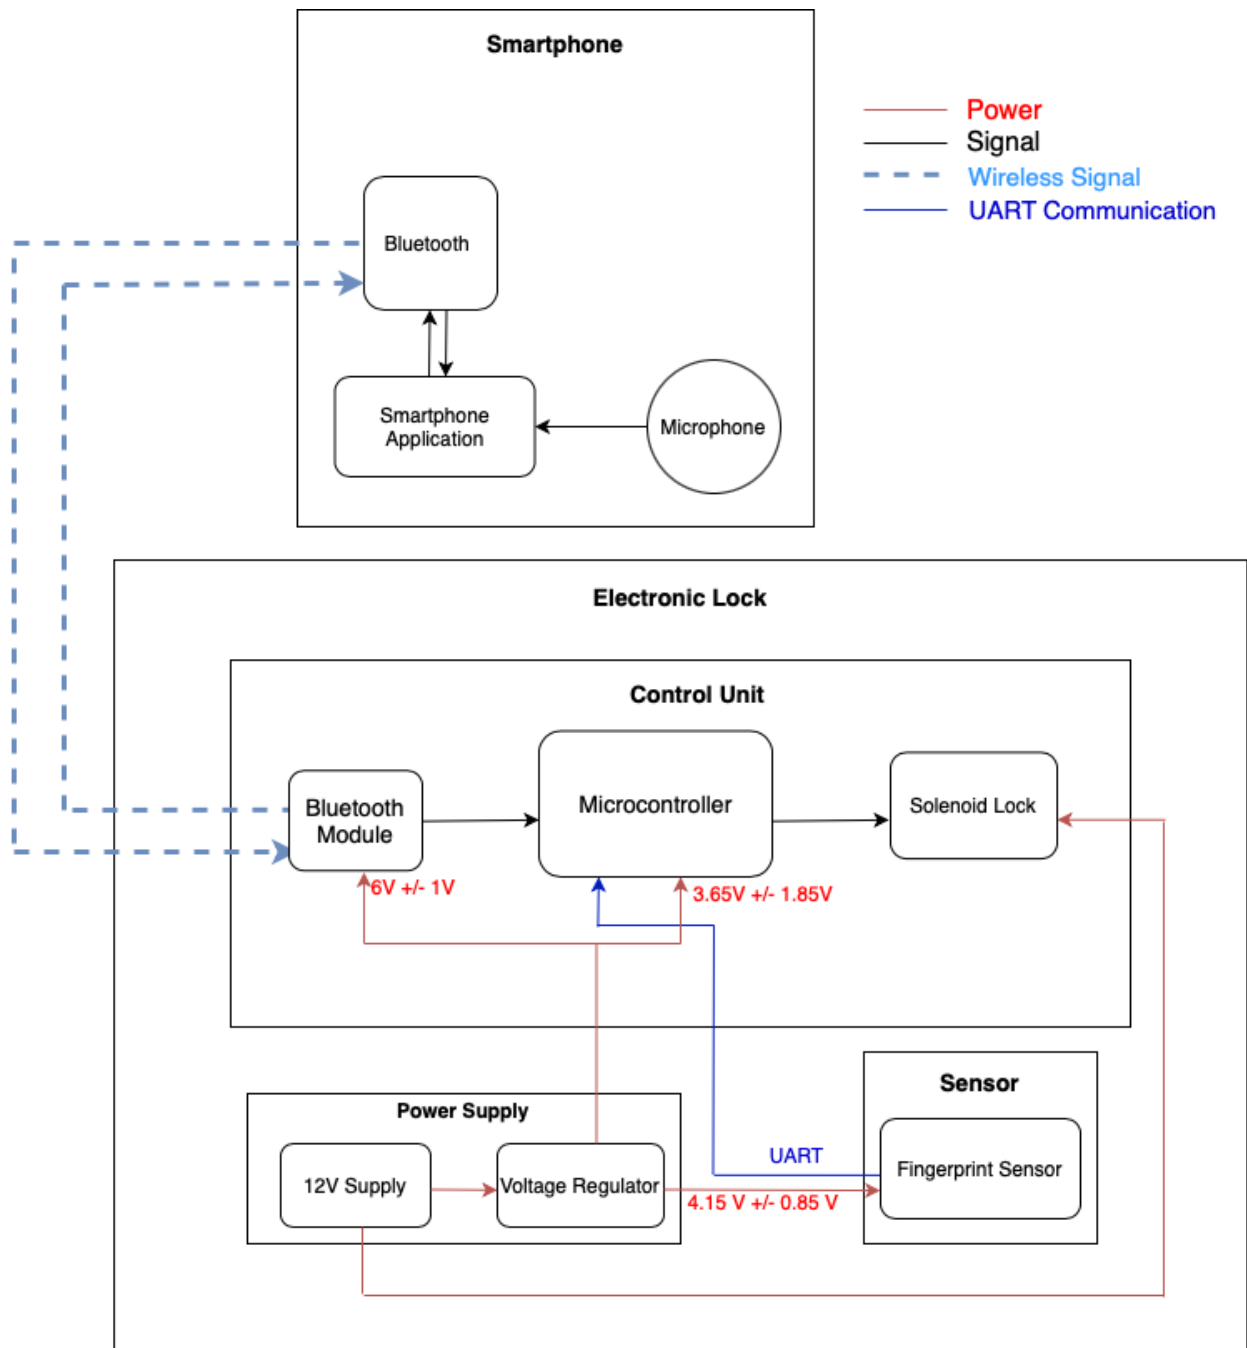 Smartphone
Power
Signal
Wireless Signal
UART Communication
Bluetooth
Smartphone
Application
Microphone
Electronic Lock
Control Unit
Bluetooth
Module
Microcontroller
Solenoid Lock
6V +/- 1V
3.65V +/- 1.85V
Power Supply
Sensor
12V Supply
Voltage Regulator
UART
4.15 V +/- 0.85 V
Fingerprint Sensor